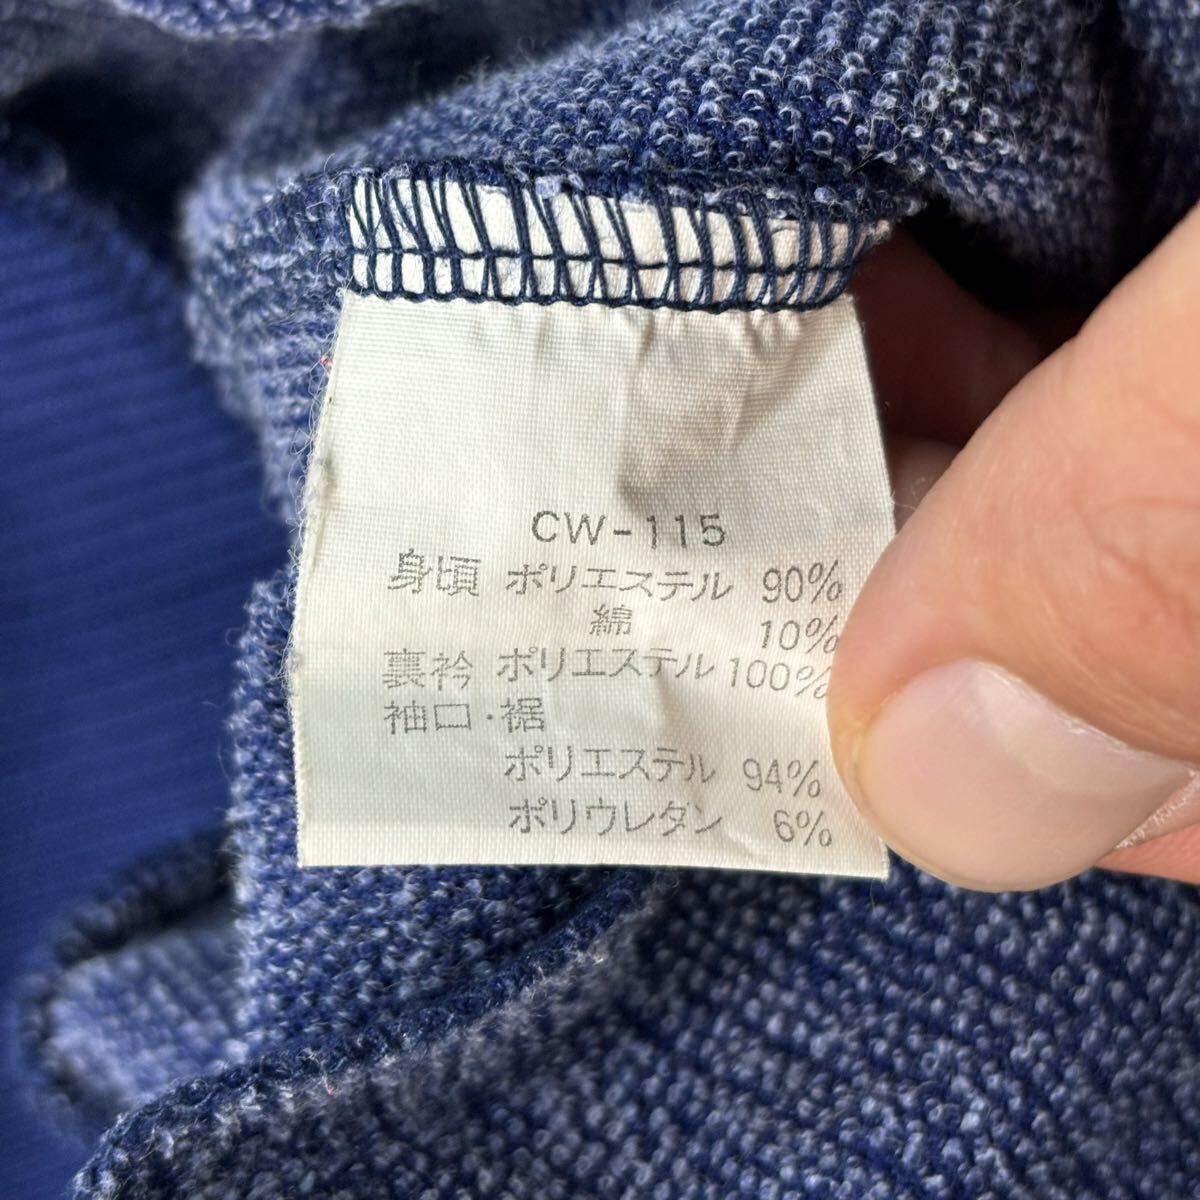 CW-115
身頃 ポリエステル 90%
綿 10%
裏衿 ポリエステル 100%
袖口・裾
ポリエステル 94%
ポリウレタン 6%